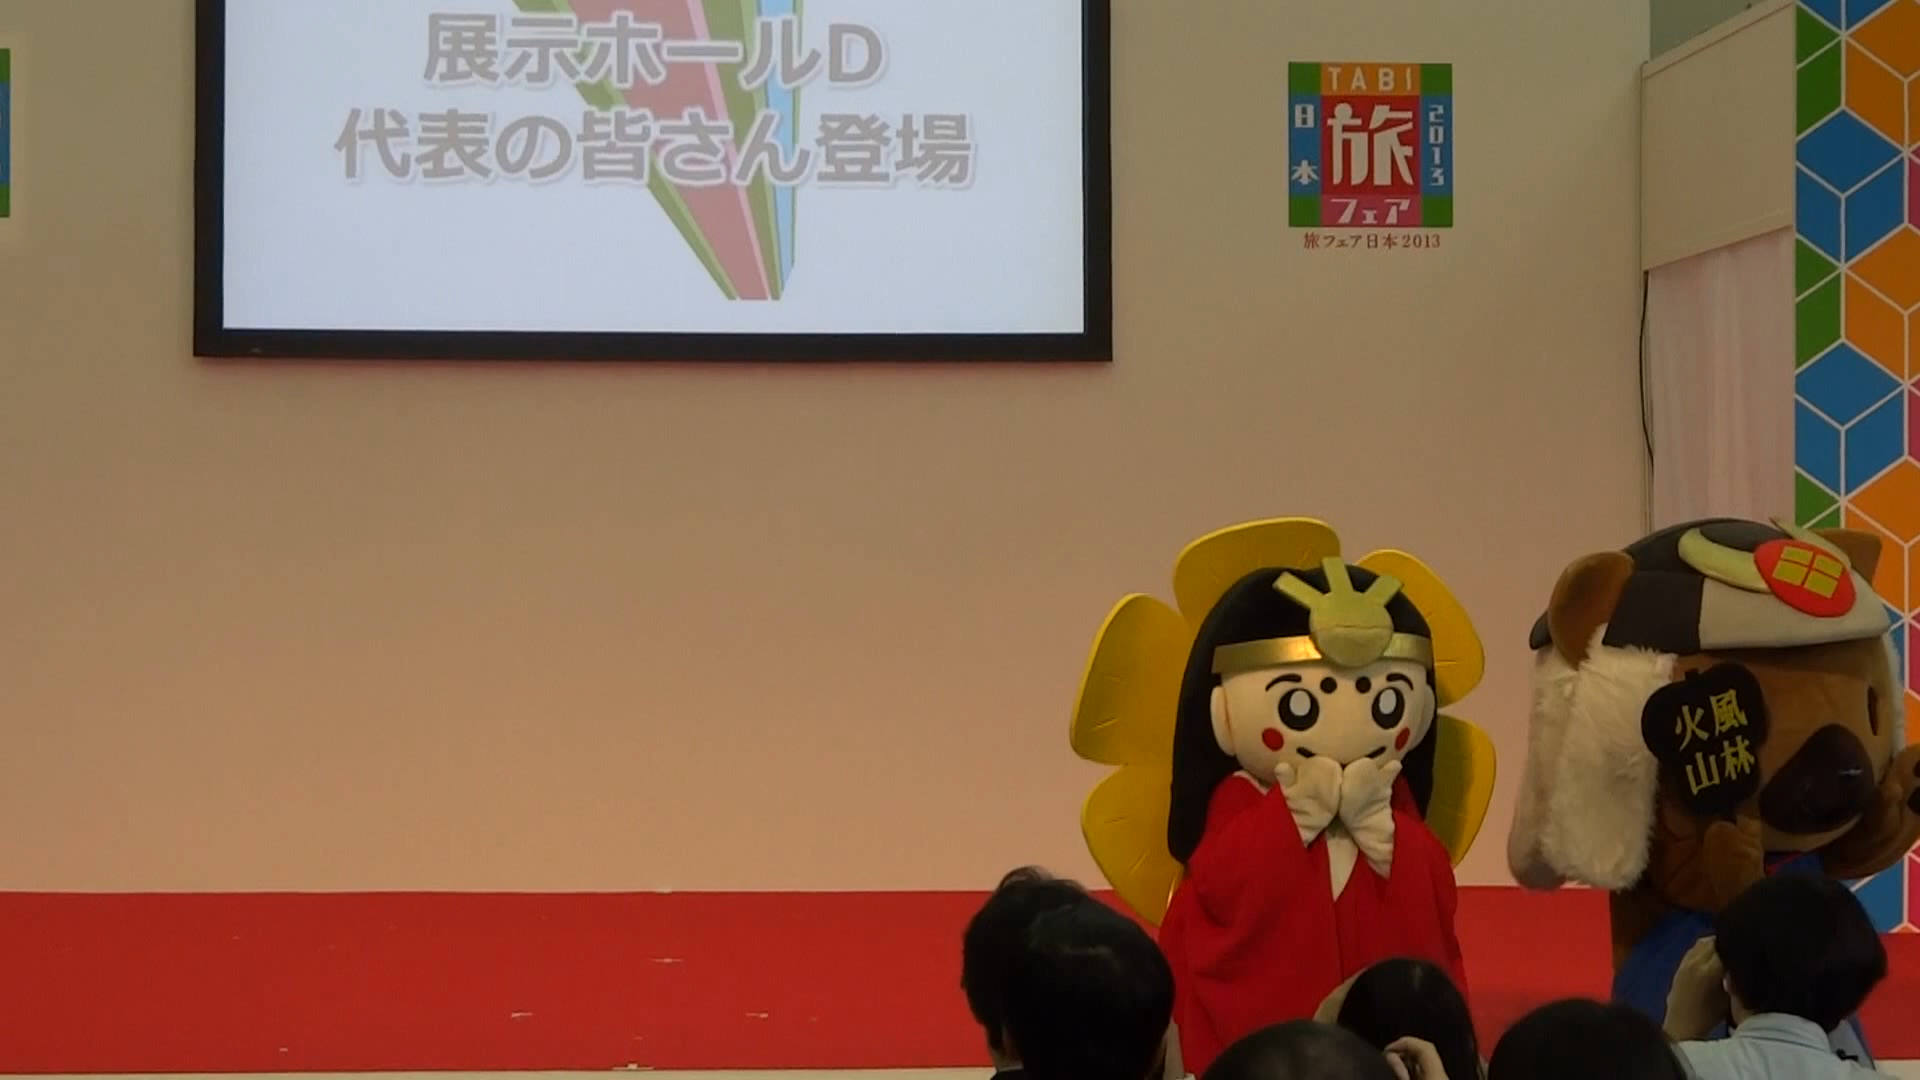 展示ホールD
代表の皆さん登場
TABI
日本
旅
2013
フェア
旅フェア日本2013
風林
火山